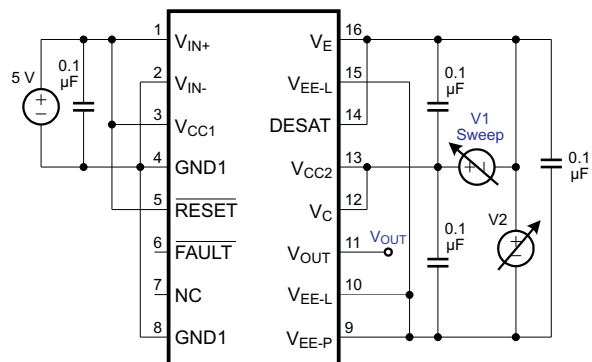 1 V_IN+ V_E 16
2 V_IN- V_EE-L 15
3 V_CC1 DESAT 14
4 GND1 V_CC2 13
5 RESET V_C 12
6 FAULT V_OUT 11
7 NC V_EE-L 10
8 GND1 V_EE-P 9
5 V
+
−
0.1
µF
0.1
µF
V1
Sweep
0.1
µF
V_OUT
0.1
µF
V2
+
−